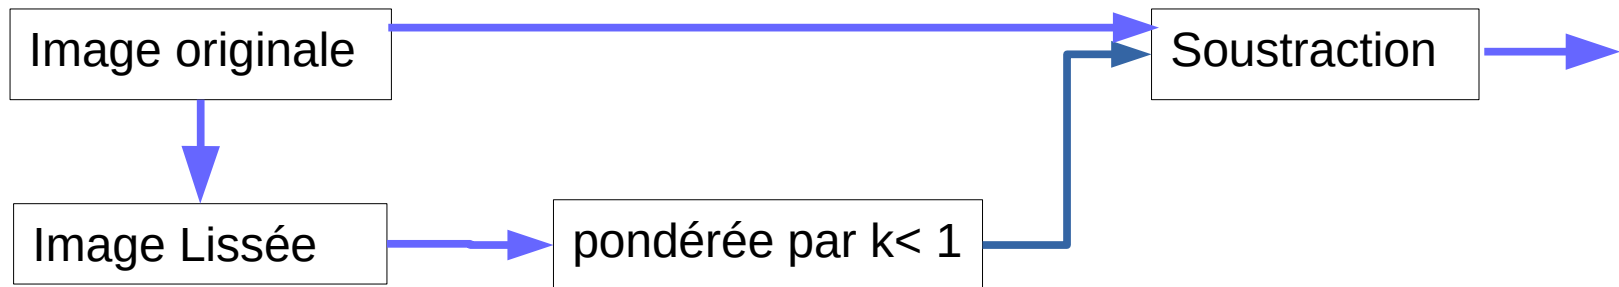 Image originale
Soustraction
Image Lissée
pondérée par k< 1